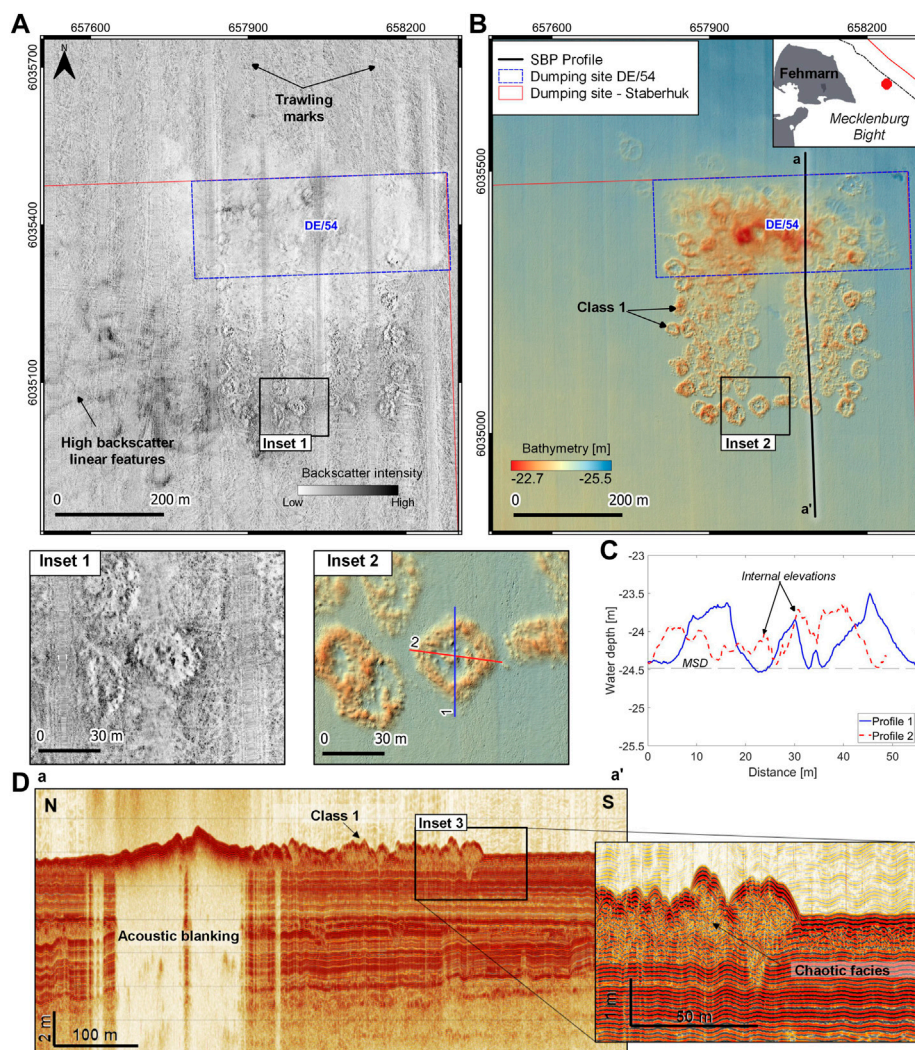 A
657600
657900
658200
6035700
6035400
6035100
N
Trawling
marks
DE/54
High backscatter
linear features
Inset 1
Backscatter intensity
Low
High
0
200 m
B
657900
658200
6035500
6035000
SBP Profile
Dumping site DE/54
Dumping site - Staberhuk
Fehmarn
Mecklenburg
Bight
a
DE/54
Class 1
Inset 2
Bathymetry [m]
-22.7
-25.5
0
200 m
a'
Inset 1
0
30 m
Inset 2
2
1
0
30 m
C
Internal elevations
MSD
Water depth [m]
-23
-23.5
-24
-24.5
-25
-25.5
0
10
20
30
40
50
Distance [m]
Profile 1
Profile 2
D
a
a'
N
S
Class 1
Inset 3
Acoustic blanking
2 m
100 m
Chaotic facies
1 m
50 m